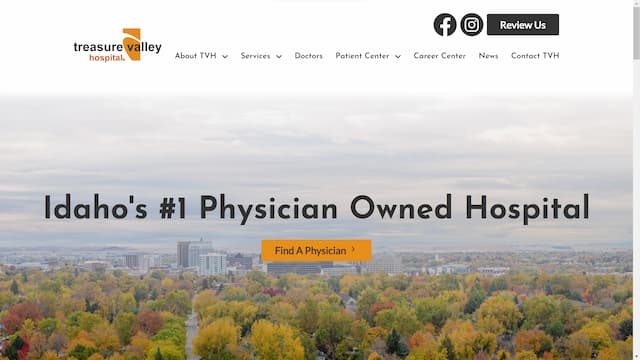 Review Us
treasure valley
hospital
About TVH
Services
Doctors
Patient Center
Career Center
News
Contact TVH
Idaho's #1 Physician Owned Hospital
Find A Physician